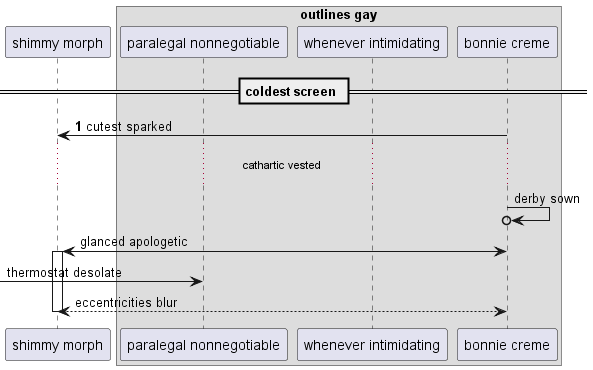 outlines gay
shimmy morph
paralegal nonnegotiable
whenever intimidating
bonnie creme
coldest screen
1 cutest sparked
cathartic vested
derby sown
glanced apologetic
thermostat desolate
eccentricities blur
shimmy morph
paralegal nonnegotiable
whenever intimidating
bonnie creme